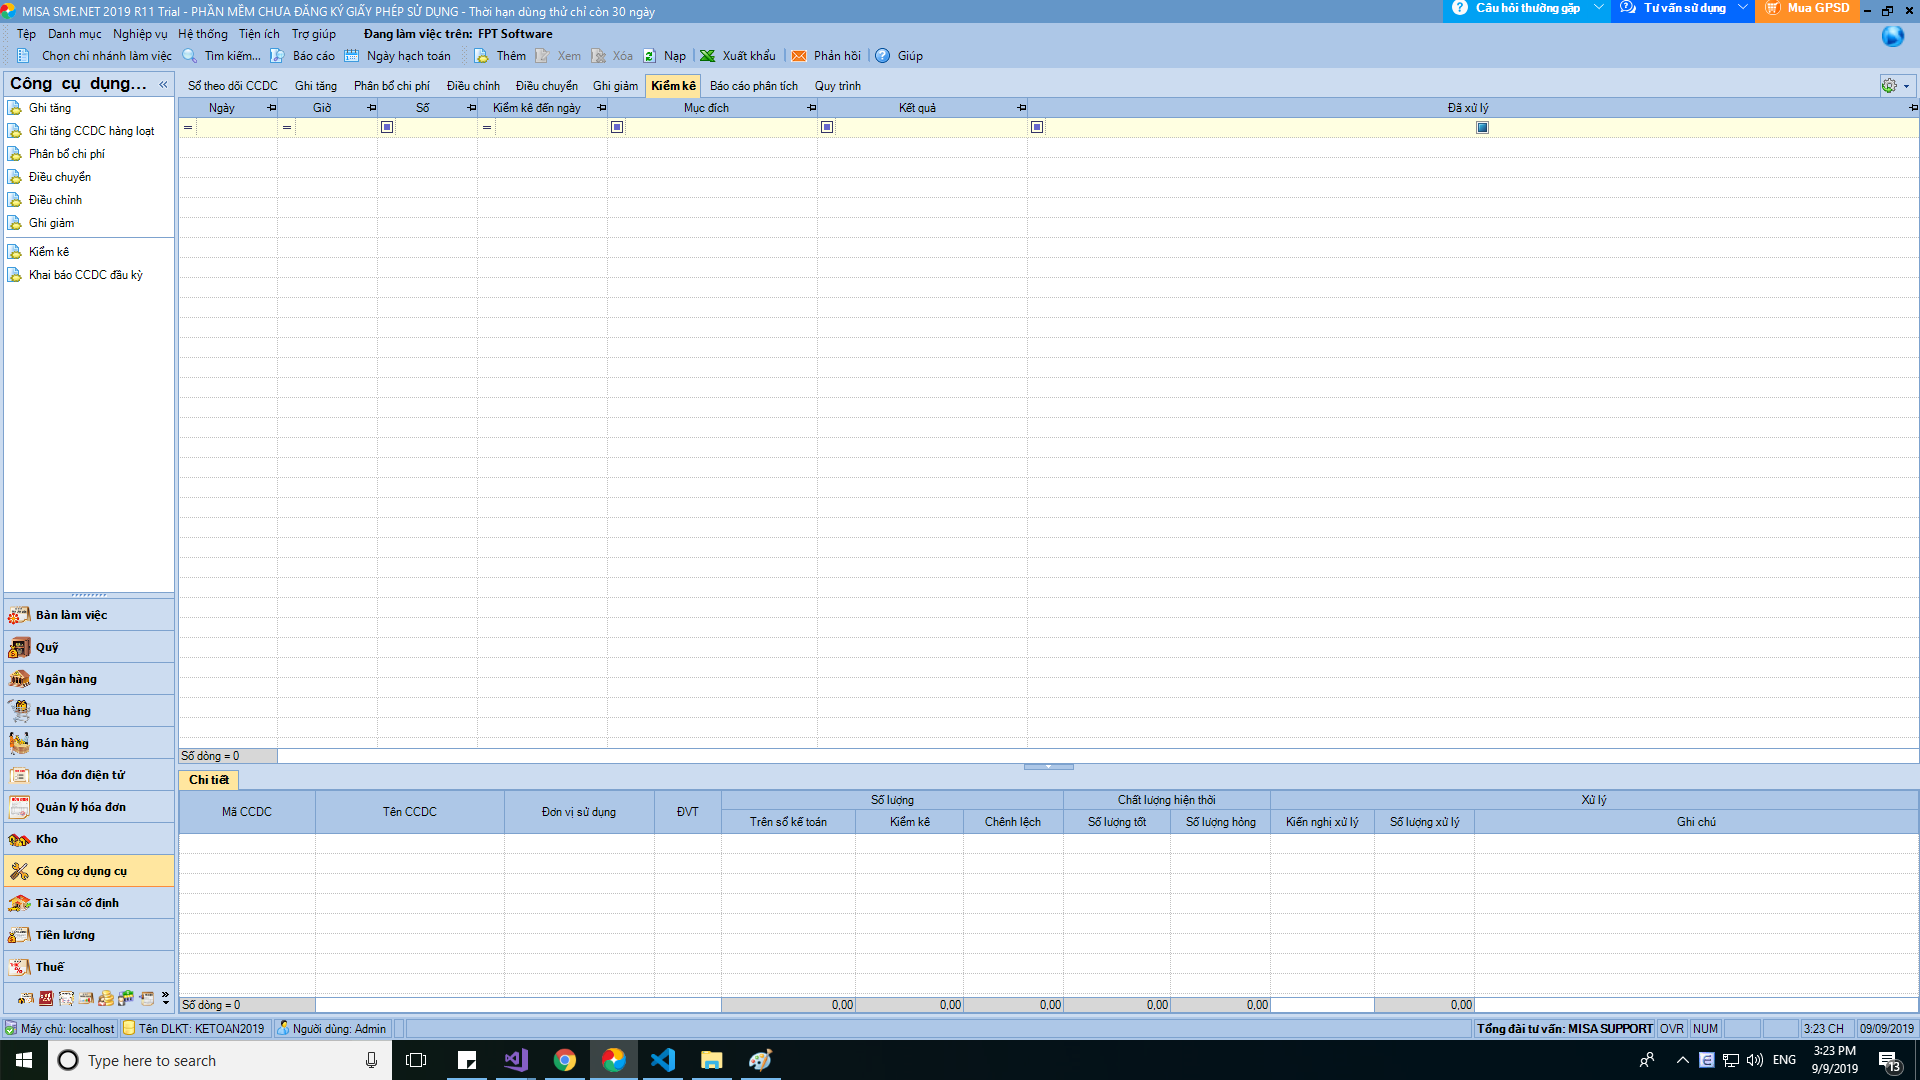 MISA SME.NET 2019 R11 Trial - PHẦN MỀM CHƯA ĐĂNG KÝ GIẤY PHÉP SỬ DỤNG - Thời hạn dùng thử chỉ còn 30 ngày
Câu hỏi thường gặp
Tư vấn sử dụng
Mua GPSD
Tệp Danh mục Nghiệp vụ Hệ thống Tiện ích Trợ giúp Đang làm việc trên: FPT Software
Chọn chi nhánh làm việc Tìm kiếm... Báo cáo Ngày hạch toán Thêm Xem Xóa Nạp Xuất khẩu Phản hồi Giúp
Công cụ dụng... «
Sổ theo dõi CCDC Ghi tăng Phân bổ chi phí Điều chỉnh Điều chuyển Ghi giảm Kiểm kê Báo cáo phân tích Quy trình
Ngày Giờ Số Kiểm kê đến ngày Mục đích Kết quả Đã xử lý
= = =
Ghi tăng
Ghi tăng CCDC hàng loạt
Phân bổ chi phí
Điều chuyển
Điều chỉnh
Ghi giảm
Kiểm kê
Khai báo CCDC đầu kỳ
Bàn làm việc
Quỹ
Ngân hàng
Mua hàng
Bán hàng
Hóa đơn điện tử
Quản lý hóa đơn
Kho
Công cụ dụng cụ
Tài sản cố định
Tiền lương
Thuế
Số dòng = 0
Chi tiết
Mã CCDC Tên CCDC Đơn vị sử dụng ĐVT Số lượng Chất lượng hiện thời Xử lý
Trên sổ kế toán Kiểm kê Chênh lệch Số lượng tốt Số lượng hỏng Kiến nghị xử lý Số lượng xử lý Ghi chú
Số dòng = 0 0,00 0,00 0,00 0,00 0,00 0,00
Máy chủ: localhost Tên DLKT: KETOAN2019 Người dùng: Admin Tổng đài tư vấn: MISA SUPPORT OVR NUM 3:23 CH 09/09/2019
Type here to search
ENG
3:23 PM
9/9/2019
13